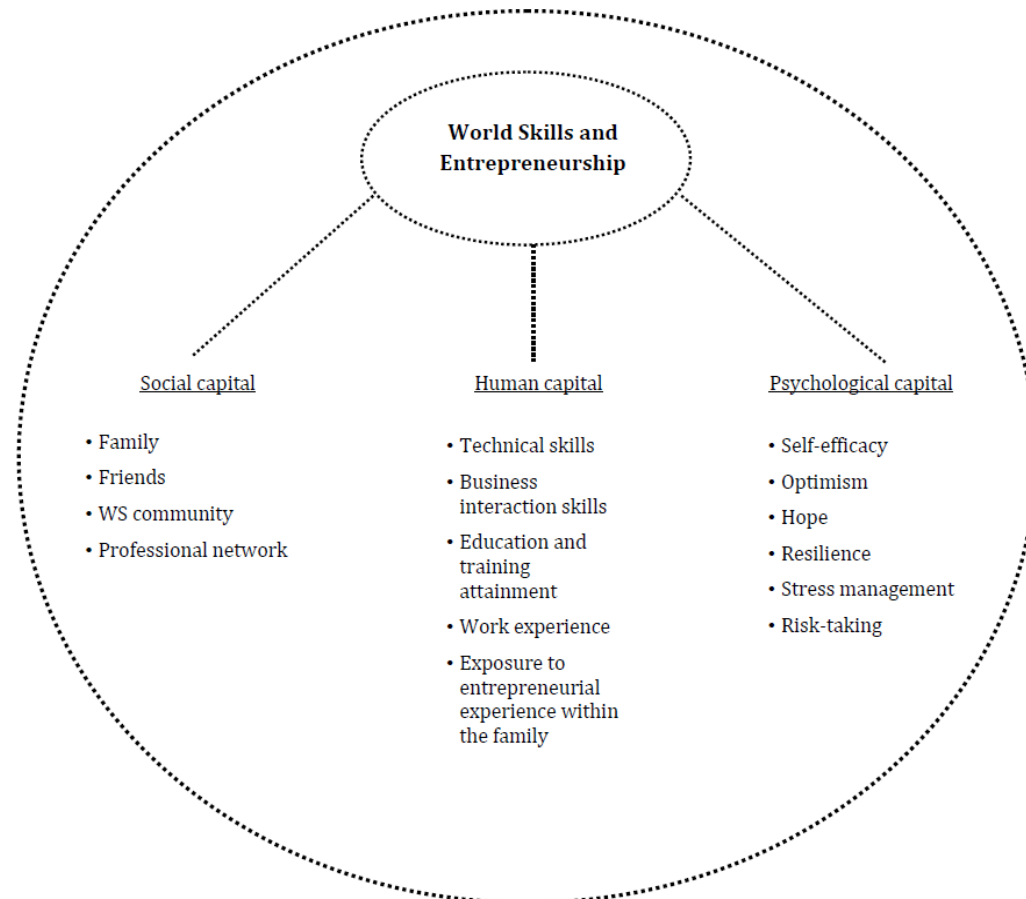 World Skills and
Entrepreneurship
Social capital
• Family
• Friends
• WS community
• Professional network
Human capital
• Technical skills
• Business
interaction skills
• Education and
training
attainment
• Work experience
• Exposure to
entrepreneurial
experience within
the family
Psychological capital
• Self-efficacy
• Optimism
• Hope
• Resilience
• Stress management
• Risk-taking